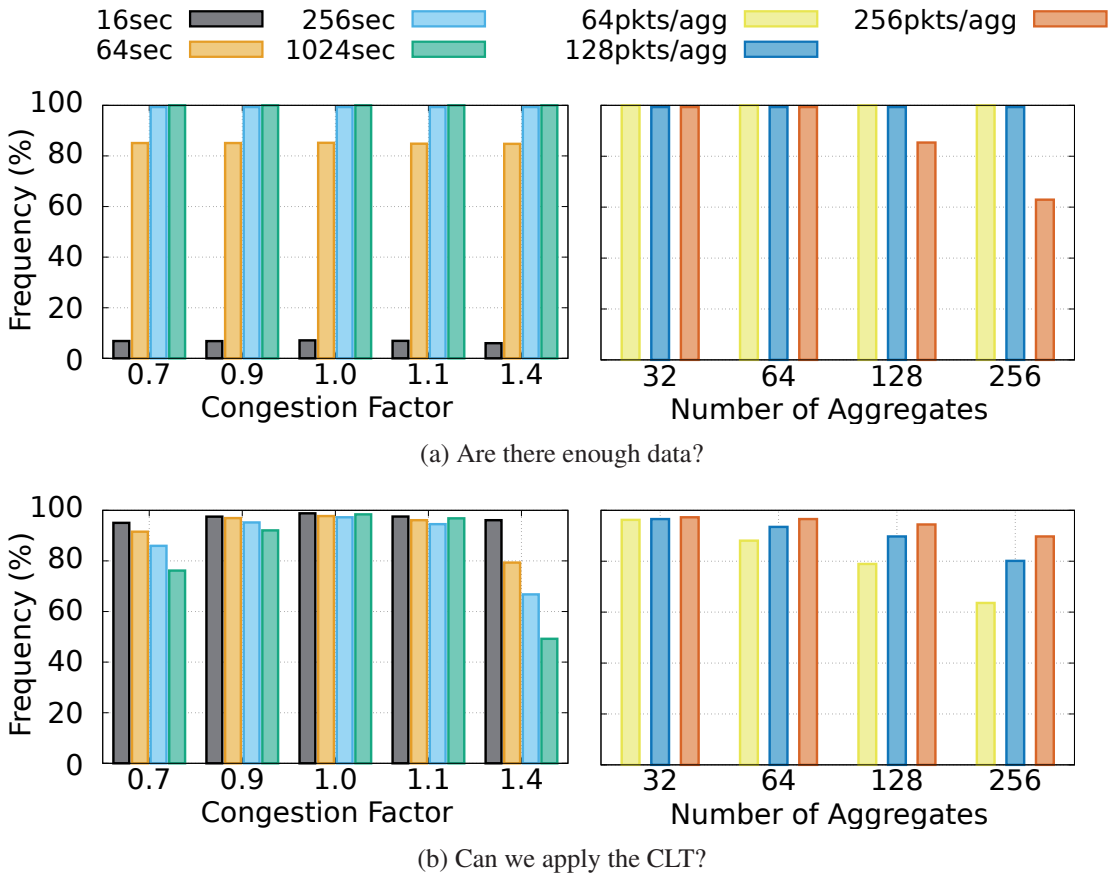 16sec 256sec 64pkts/agg 256pkts/agg
64sec 1024sec 128pkts/agg
100
80
60
40
20
0
Frequency (%)
0.7 0.9 1.0 1.1 1.4
Congestion Factor
32 64 128 256
Number of Aggregates
(a) Are there enough data?
100
80
60
40
20
0
Frequency (%)
0.7 0.9 1.0 1.1 1.4
Congestion Factor
32 64 128 256
Number of Aggregates
(b) Can we apply the CLT?